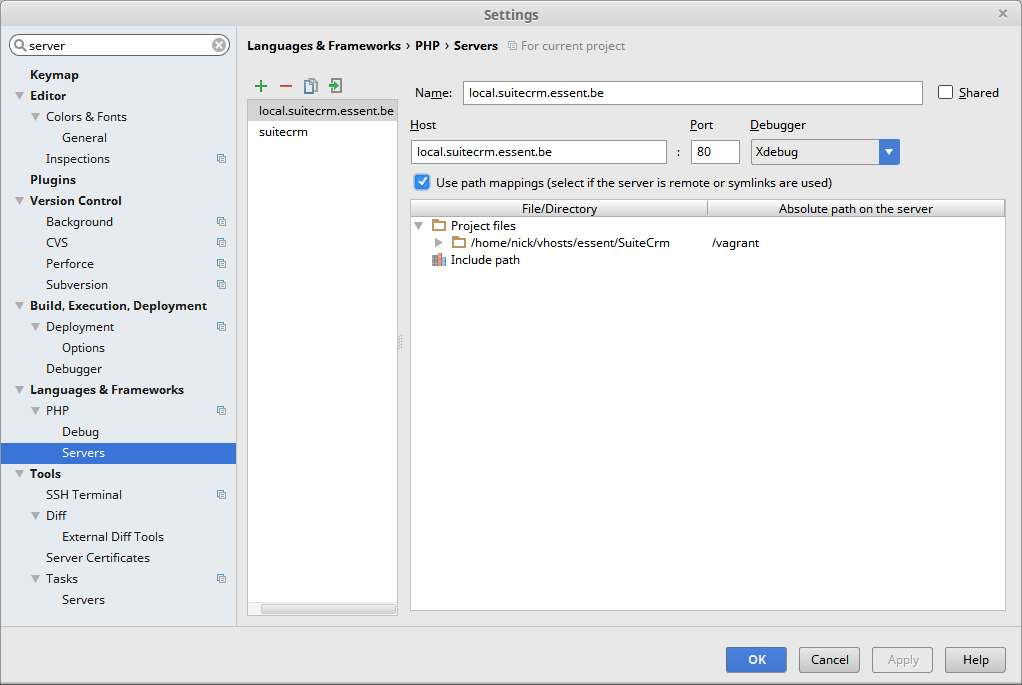 Settings
server
Keymap
Editor
Colors & Fonts
General
Inspections
Plugins
Version Control
Background
CVS
Perforce
Subversion
Build, Execution, Deployment
Deployment
Options
Debugger
Languages & Frameworks
PHP
Debug
Servers
Tools
SSH Terminal
Diff
External Diff Tools
Server Certificates
Tasks
Servers
Languages & Frameworks › PHP › Servers For current project
local.suitecrm.essent.be
suitecrm
Name: local.suitecrm.essent.be Shared
Host Port Debugger
local.suitecrm.essent.be : 80 Xdebug
Use path mappings (select if the server is remote or symlinks are used)
File/Directory Absolute path on the server
Project files
/home/nick/vhosts/essent/SuiteCrm /vagrant
Include path
OK Cancel Apply Help